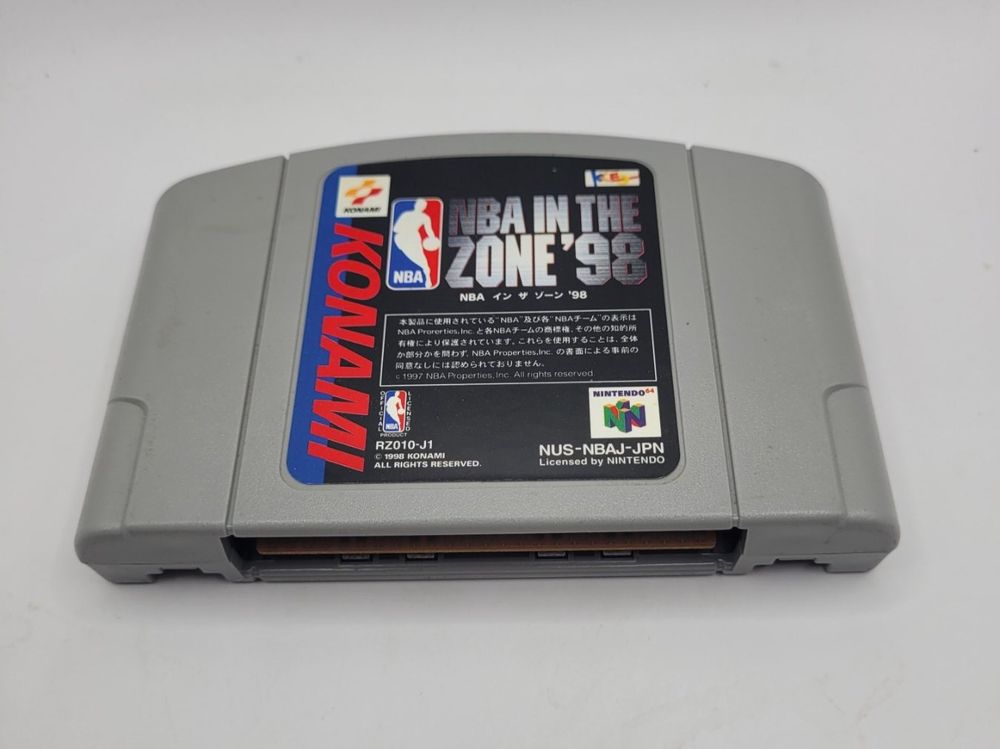 KONAMI
KONAMI
NBA
NBA IN THE
ZONE '98
NBA イン ザ ゾーン '98
本製品に使用されている"NBA"及び各"NBAチーム"の表示は
NBA Prorerties,Inc.と各NBAチームの商標権、その他の知的所
有権により保護されています。これらを使用することは、全体
か部分かを問わず、NBA Properties,Inc.の書面による事前の
同意なしには認められておりません。
c 1997 NBA Properties,Inc. All rights reserved.
OFFICIAL
NBA
LICENSED
PRODUCT
RZ010-J1
© 1998 KONAMI
ALL RIGHTS RESERVED.
NINTENDO 64
NUS-NBAJ-JPN
Licensed by NINTENDO